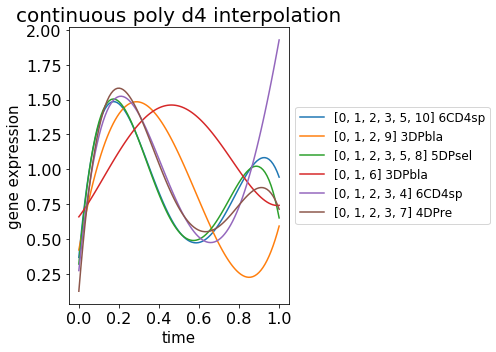 continuous poly d4 interpolation
2.00
1.75
1.50
1.25
1.00
0.75
0.50
0.25
gene expression
0.0 0.2 0.4 0.6 0.8 1.0
time
[0, 1, 2, 3, 5, 10] 6CD4sp
[0, 1, 2, 9] 3DPbla
[0, 1, 2, 3, 5, 8] 5DPsel
[0, 1, 6] 3DPbla
[0, 1, 2, 3, 4] 6CD4sp
[0, 1, 2, 3, 7] 4DPre